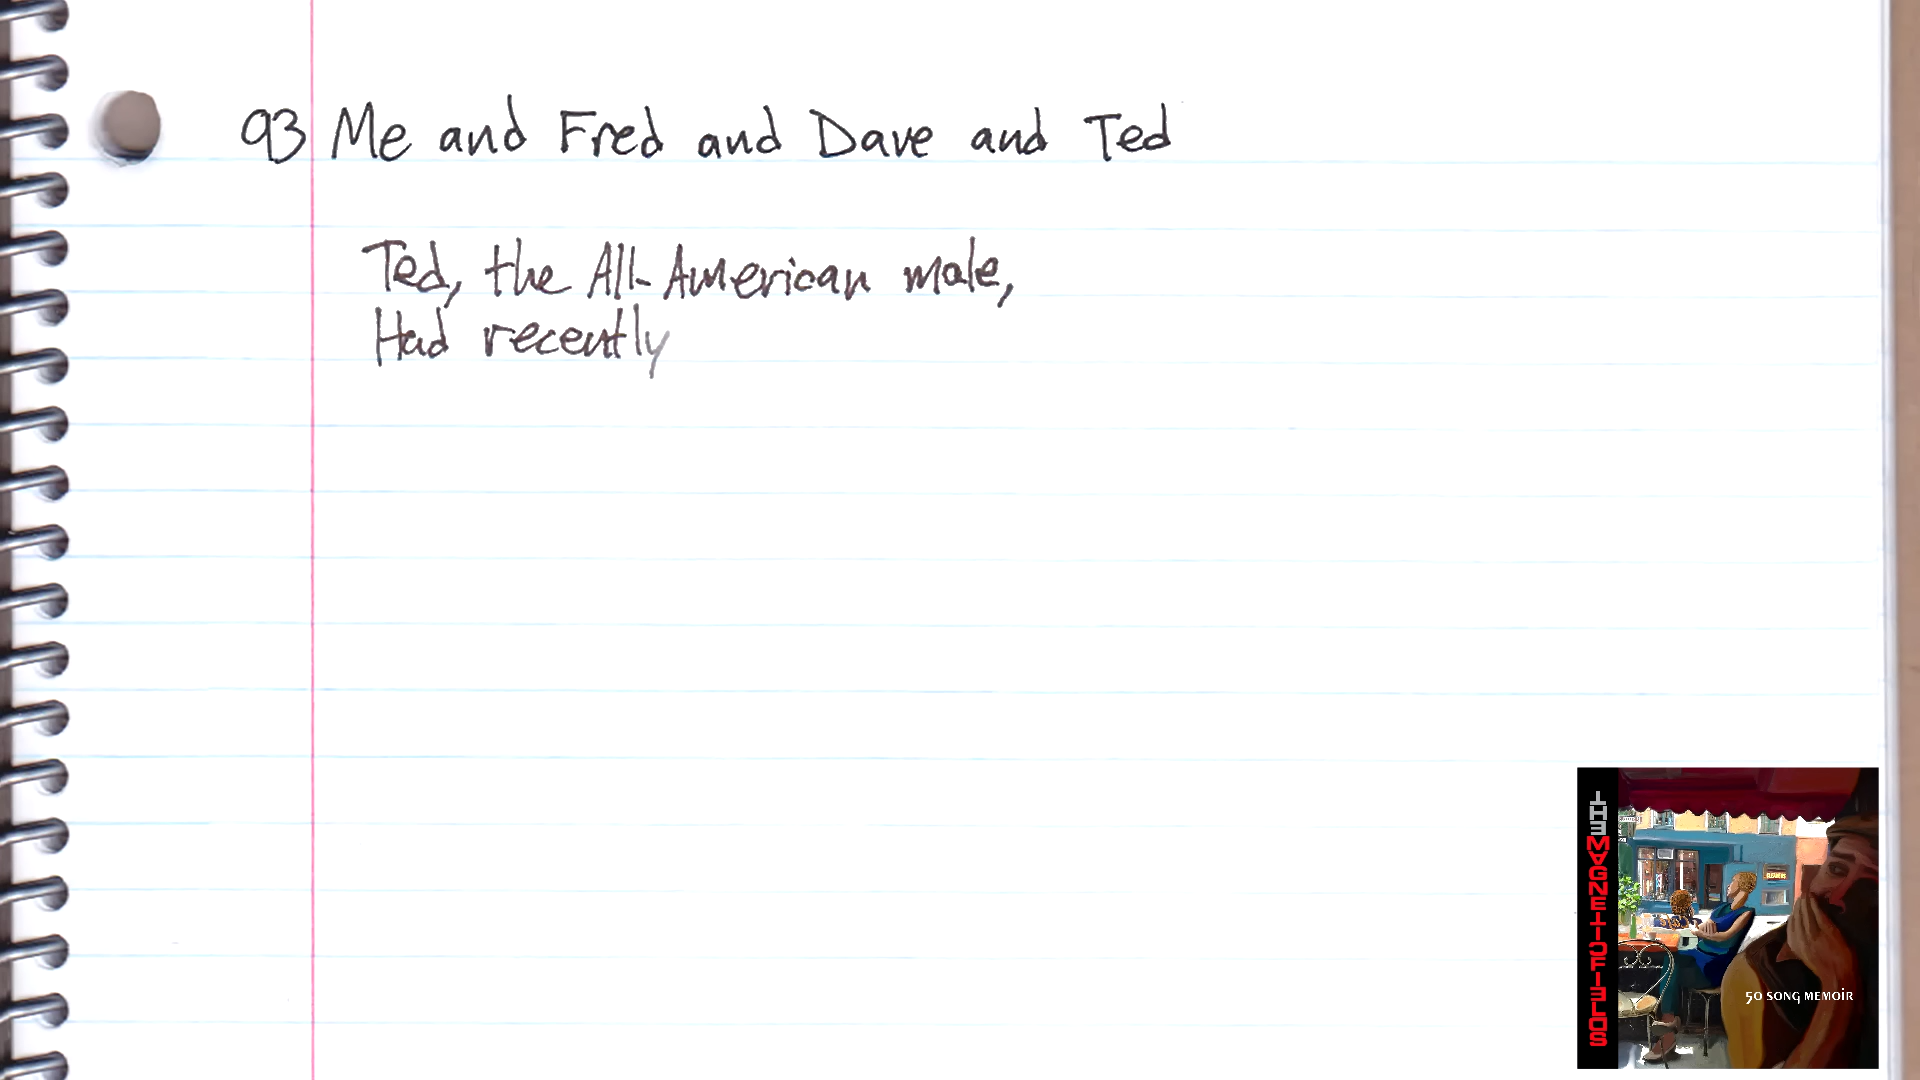 93 Me and Fred and Dave and Ted
Ted, the All-American male,
Had recently
THE MAGNETIC FIELDS
50 SONG MEMOIR